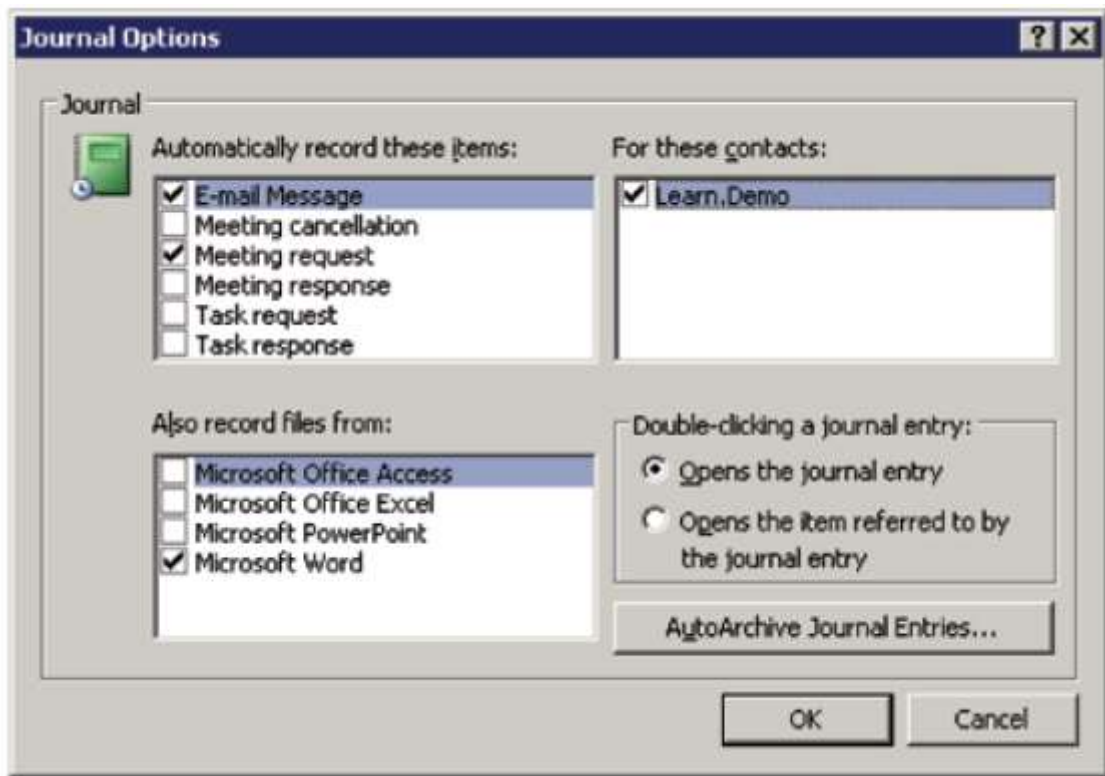 Journal Options
Journal
Automatically record these items:
E-mail Message
Meeting cancellation
Meeting request
Meeting response
Task request
Task response
For these contacts:
Learn.Demo
Also record files from:
Microsoft Office Access
Microsoft Office Excel
Microsoft PowerPoint
Microsoft Word
Double-clicking a journal entry:
Opens the journal entry
Opens the item referred to by
the journal entry
AutoArchive Journal Entries...
OK
Cancel